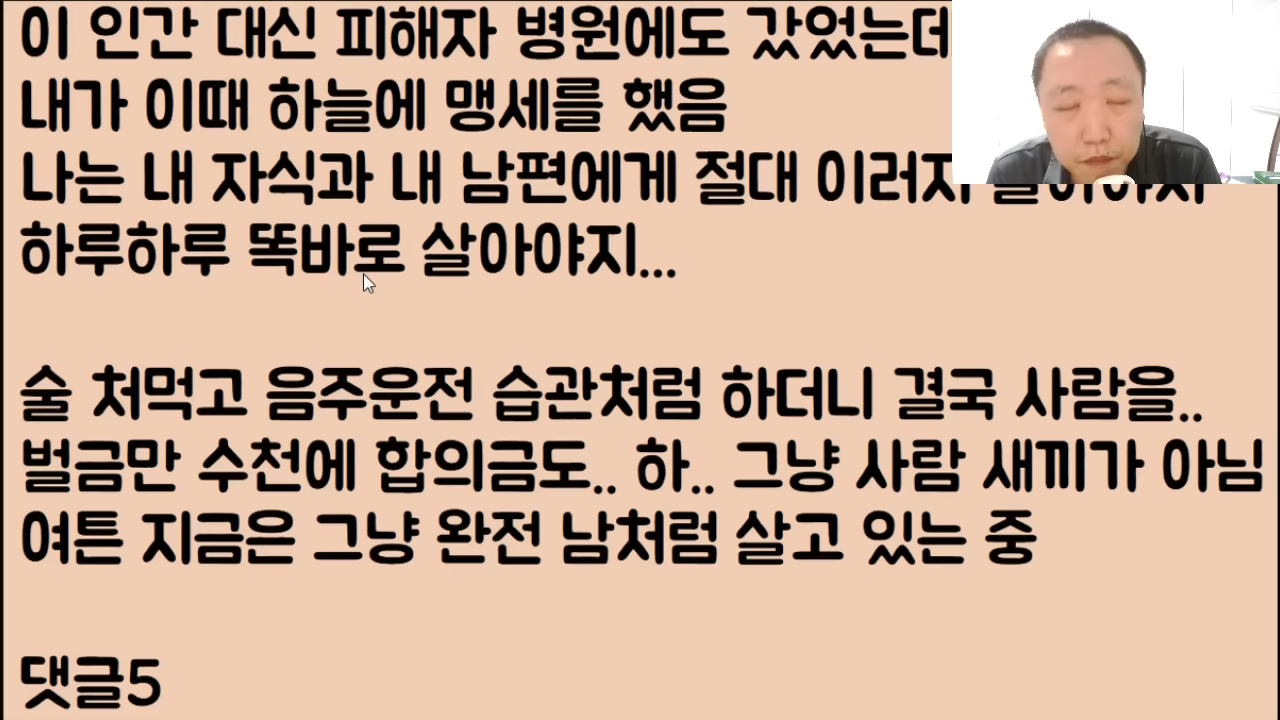 이 인간 대신 피해자 병원에도 갔었는데
내가 이때 하늘에 맹세를 했음
나는 내 자식과 내 남편에게 절대 이러지
하루하루 똑바로 살아야지...
술 처먹고 음주운전 습관처럼 하더니 결국 사람을..
벌금만 수천에 합의금도.. 하.. 그냥 사람 새끼가 아님
여튼 지금은 그냥 완전 남처럼 살고 있는 중
댓글5